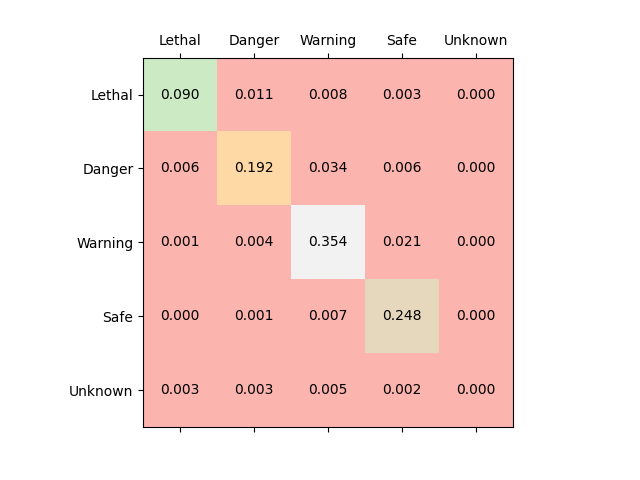 Lethal Danger Warning Safe Unknown
Lethal 0.090 0.011 0.008 0.003 0.000
Danger 0.006 0.192 0.034 0.006 0.000
Warning 0.001 0.004 0.354 0.021 0.000
Safe 0.000 0.001 0.007 0.248 0.000
Unknown 0.003 0.003 0.005 0.002 0.000